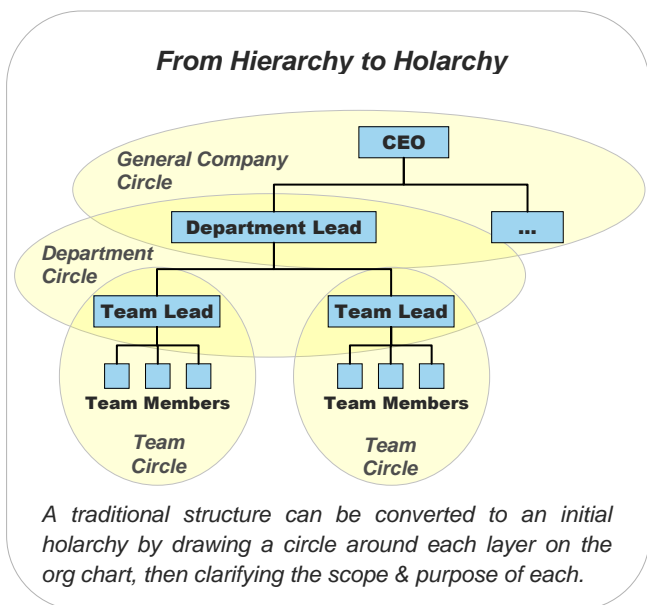 From Hierarchy to Holarchy
CEO
General Company
Circle
Department Lead
...
Department
Circle
Team Lead
Team Lead
Team Members
Team Members
Team
Circle
Team
Circle
A traditional structure can be converted to an initial
holarchy by drawing a circle around each layer on the
org chart, then clarifying the scope & purpose of each.